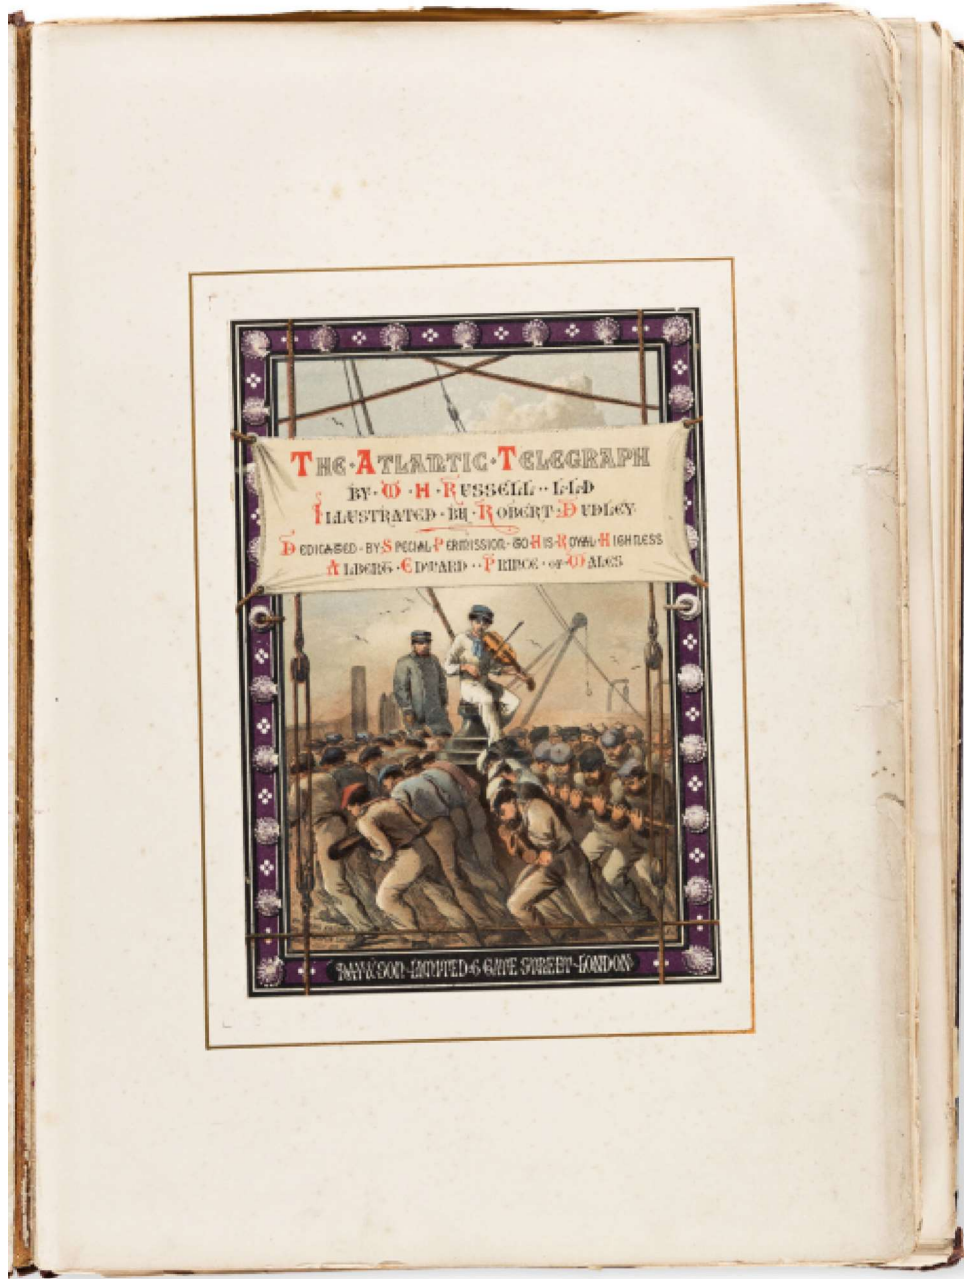 THE · ATLANTIC · TELEGRAPH
BY · W · H · RUSSELL · · L·L·D
ILLUSTRATED · BY · ROBERT · DUDLEY·
DEDICATED · BY · SPECIAL · PERMISSION · TO · HIS · ROYAL · HIGHNESS
ALBERT · EDWARD · · PRINCE · OF · WALES
DAY & SON · LIMITED · 6 GATE STREET · LONDON